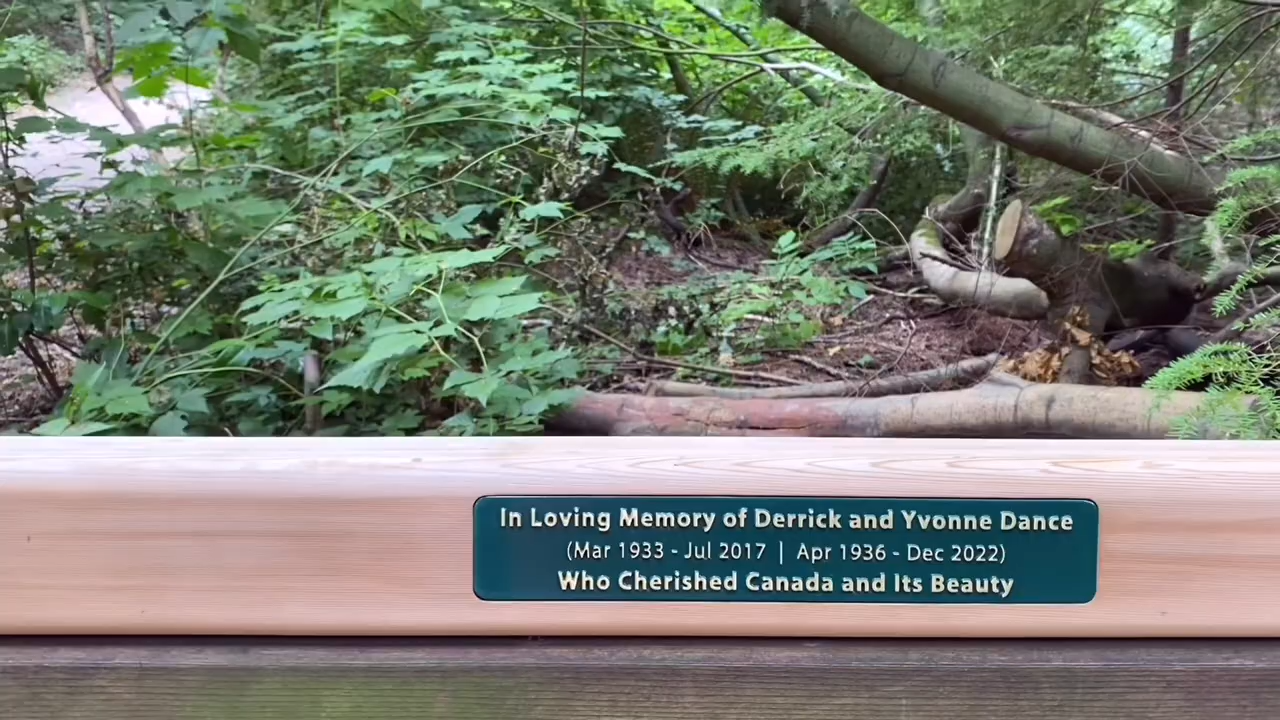 In Loving Memory of Derrick and Yvonne Dance
(Mar 1933 - Jul 2017 | Apr 1936 - Dec 2022)
Who Cherished Canada and Its Beauty